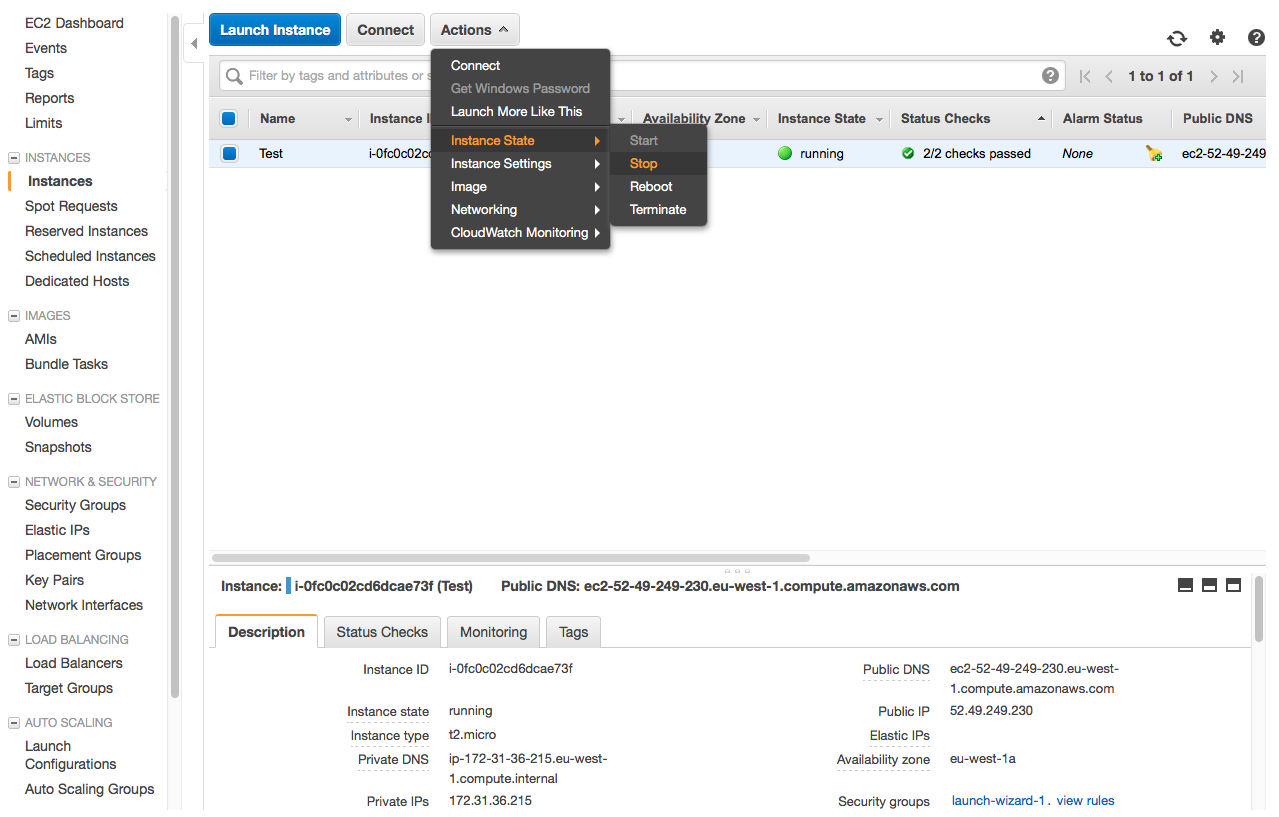 EC2 Dashboard
Events
Tags
Reports
Limits
INSTANCES
Instances
Spot Requests
Reserved Instances
Scheduled Instances
Dedicated Hosts
IMAGES
AMIs
Bundle Tasks
ELASTIC BLOCK STORE
Volumes
Snapshots
NETWORK & SECURITY
Security Groups
Elastic IPs
Placement Groups
Key Pairs
Network Interfaces
LOAD BALANCING
Load Balancers
Target Groups
AUTO SCALING
Launch
Configurations
Auto Scaling Groups
Launch Instance Connect Actions
Filter by tags and attributes or s
1 to 1 of 1
Connect
Get Windows Password
Launch More Like This
Instance State
Instance Settings
Image
Networking
CloudWatch Monitoring
Start
Stop
Reboot
Terminate
Name Instance I Availability Zone Instance State Status Checks Alarm Status Public DNS
Test i-0fc0c02cd running 2/2 checks passed None ec2-52-49-249
Instance: i-0fc0c02cd6dcae73f (Test) Public DNS: ec2-52-49-249-230.eu-west-1.compute.amazonaws.com
Description Status Checks Monitoring Tags
Instance ID i-0fc0c02cd6dcae73f
Instance state running
Instance type t2.micro
Private DNS ip-172-31-36-215.eu-west-
1.compute.internal
Private IPs 172.31.36.215
Public DNS ec2-52-49-249-230.eu-west-
1.compute.amazonaws.com
Public IP 52.49.249.230
Elastic IPs
Availability zone eu-west-1a
Security groups launch-wizard-1. view rules